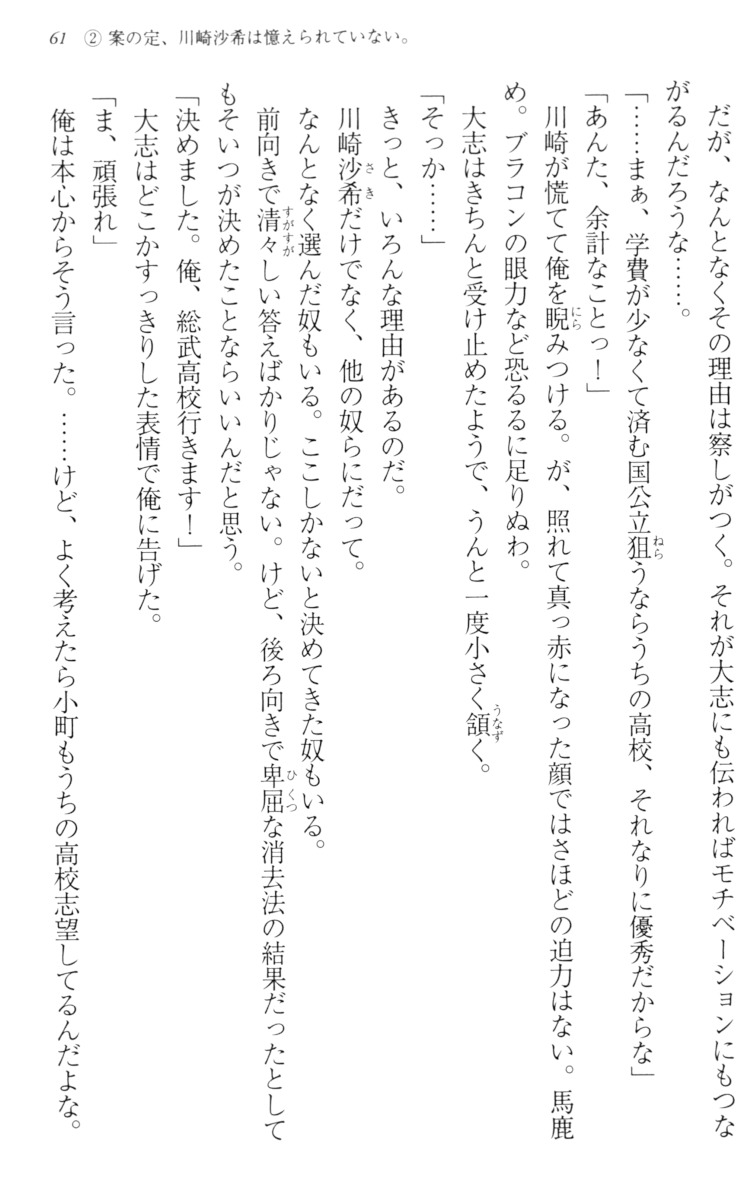 61 ② 案の定、川崎沙希は憶えられていない。
だが、なんとなくその理由は察しがつく。それが大志にも伝わればモチベーションにもつな
がるんだろうな……。
「……まぁ、学費が少なくて済む国公立狙うならうちの高校、それなりに優秀だからな」
「あんた、余計なことっ！」
川崎が慌てて俺を睨みつける。が、照れて真っ赤になった顔ではさほどの迫力はない。馬鹿
め。ブラコンの眼力など恐るるに足りぬわ。
大志はきちんと受け止めたようで、うんと一度小さく頷く。
「そっか……」
きっと、いろんな理由があるのだ。
川崎沙希だけでなく、他の奴らにだって。
なんとなく選んだ奴もいる。ここしかないと決めてきた奴もいる。
前向きで清々しい答えばかりじゃない。けど、後ろ向きで卑屈な消去法の結果だったとして
もそいつが決めたことならいいんだと思う。
「決めました。俺、総武高校行きます！」
大志はどこかすっきりした表情で俺に告げた。
「ま、頑張れ」
俺は本心からそう言った。……けど、よく考えたら小町もうちの高校志望してるんだよな。